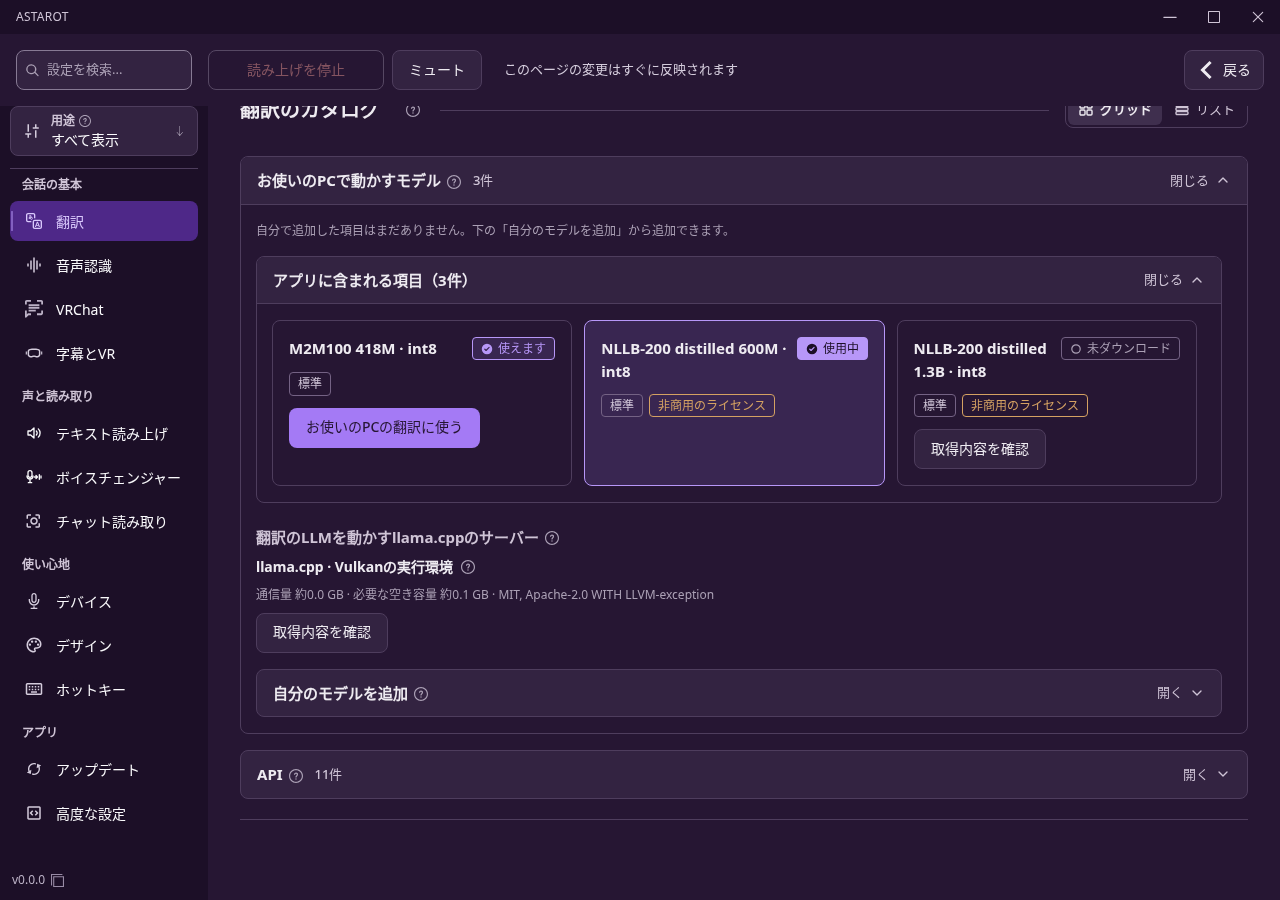 ASTAROT
設定を検索...
読み上げを停止
ミュート
このページの変更はすぐに反映されます
戻る
用途
すべて表示
会話の基本
翻訳
音声認識
VRChat
字幕とVR
声と読み取り
テキスト読み上げ
ボイスチェンジャー
チャット読み取り
使い心地
デバイス
デザイン
ホットキー
アプリ
アップデート
高度な設定
v0.0.0
翻訳のカタログ
グリッド
リスト
お使いのPCで動かすモデル 3件
閉じる
自分で追加した項目はまだありません。下の「自分のモデルを追加」から追加できます。
アプリに含まれる項目（3件）
閉じる
M2M100 418M · int8
使えます
標準
お使いのPCの翻訳に使う
NLLB-200 distilled 600M ·
int8
使用中
標準
非商用のライセンス
NLLB-200 distilled
1.3B · int8
未ダウンロード
標準
非商用のライセンス
取得内容を確認
翻訳のLLMを動かすllama.cppのサーバー
llama.cpp · Vulkanの実行環境
通信量 約0.0 GB · 必要な空き容量 約0.1 GB · MIT, Apache-2.0 WITH LLVM-exception
取得内容を確認
自分のモデルを追加
開く
API 11件
開く